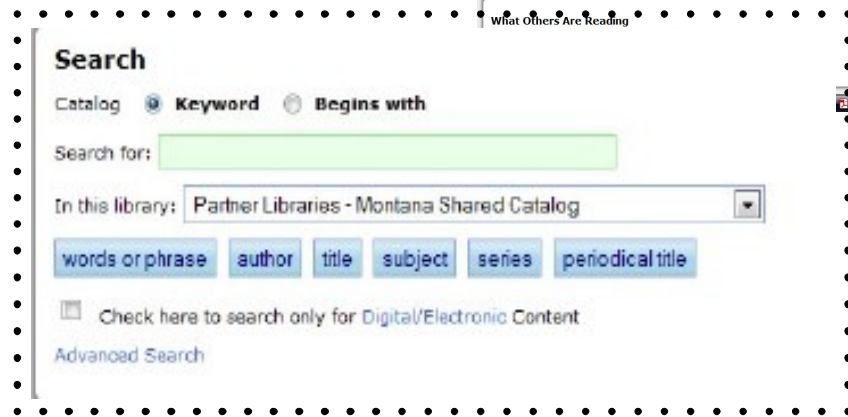 What Others Are Reading
Search
Catalog Keyword Begins with
Search for:
In this library: Partner Libraries - Montana Shared Catalog
words or phrase author title subject series periodical title
Check here to search only for Digital/Electronic Content
Advanced Search